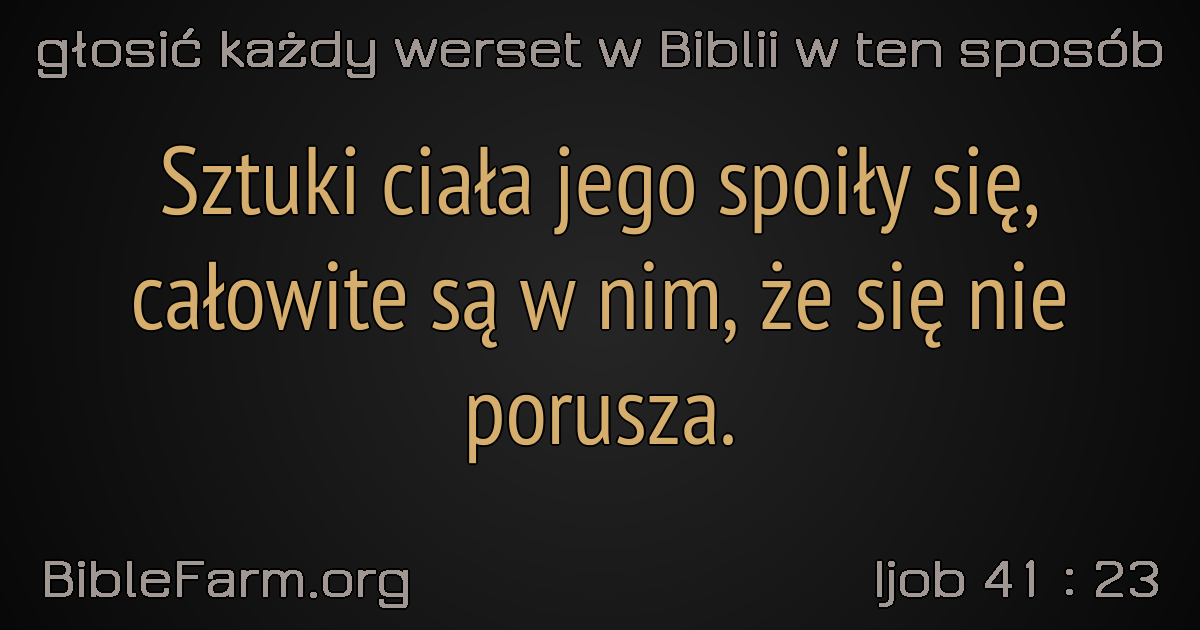 głosić każdy werset w Biblii w ten sposób
Sztuki ciała jego spoiły się,
całowite są w nim, że się nie
porusza.
BibleFarm.org
Ijob 41 : 23